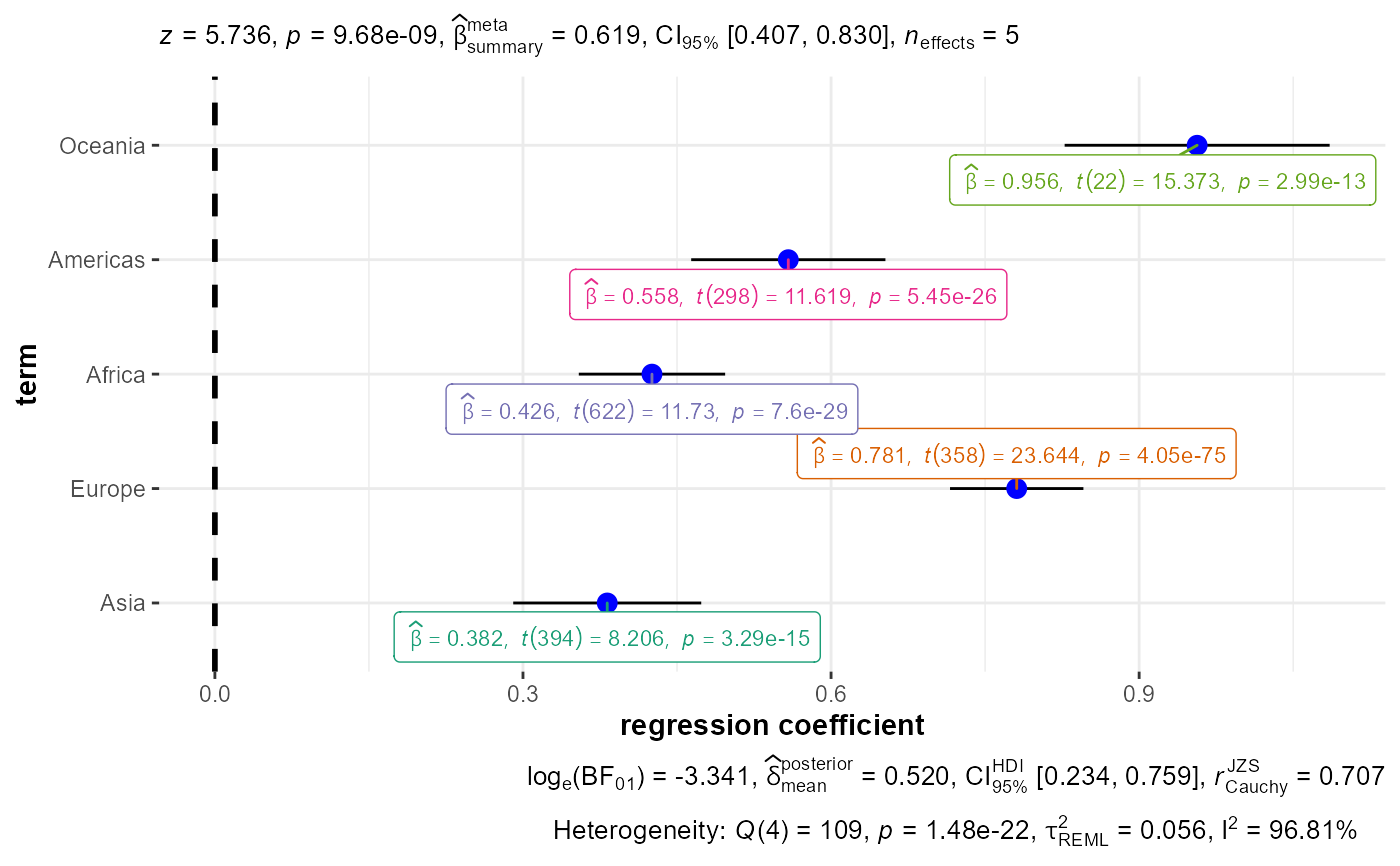 z = 5.736, p = 9.68e-09, β̂ meta summary = 0.619, CI95% [0.407, 0.830], neffects = 5
term
Oceania
β̂ = 0.956, t(22) = 15.373, p = 2.99e-13
Americas
β̂ = 0.558, t(298) = 11.619, p = 5.45e-26
Africa
β̂ = 0.426, t(622) = 11.73, p = 7.6e-29
β̂ = 0.781, t(358) = 23.644, p = 4.05e-75
Europe
Asia
β̂ = 0.382, t(394) = 8.206, p = 3.29e-15
0.0 0.3 0.6 0.9
regression coefficient
loge(BF01) = -3.341, δ̂ posterior mean = 0.520, CI HDI 95% [0.234, 0.759], r JZS Cauchy = 0.707
Heterogeneity: Q(4) = 109, p = 1.48e-22, τ² REML = 0.056, I² = 96.81%